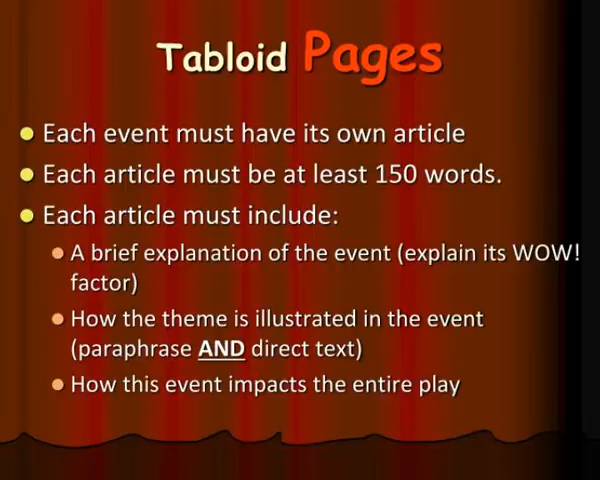 Tabloid Pages
Each event must have its own article
Each article must be at least 150 words.
Each article must include:
A brief explanation of the event (explain its WOW!
factor)
How the theme is illustrated in the event
(paraphrase AND direct text)
How this event impacts the entire play